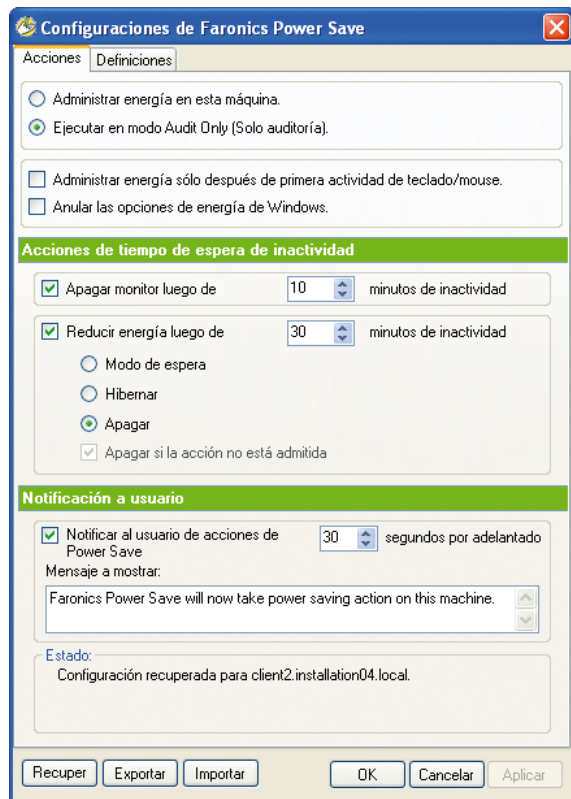 Configuraciones de Faronics Power Save
Acciones
Definiciones
Administrar energía en esta máquina.
Ejecutar en modo Audit Only (Solo auditoría).
Administrar energía sólo después de primera actividad de teclado/mouse.
Anular las opciones de energía de Windows.
Acciones de tiempo de espera de inactividad
Apagar monitor luego de 10 minutos de inactividad
Reducir energía luego de 30 minutos de inactividad
Modo de espera
Hibernar
Apagar
Apagar si la acción no está admitida
Notificación a usuario
Notificar al usuario de acciones de 30 segundos por adelantado
Power Save
Mensaje a mostrar:
Faronics Power Save will now take power saving action on this machine.
Estado:
Configuración recuperada para client2.installation04.local.
Recuper Exportar Importar OK Cancelar Aplicar